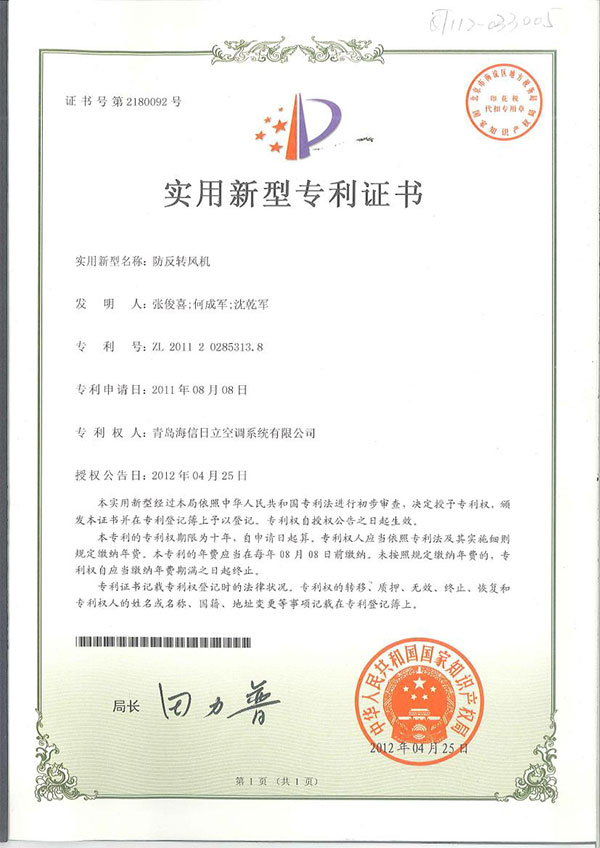 112-033005
证书号第2180092号
北京市海淀区地方税务局
印花税
代扣专用章
国家知识产权局
实用新型专利证书
实用新型名称：防反转风机
发明人：张俊喜;何成军;沈乾军
专利号：ZL 2011 2 0285313.8
专利申请日：2011年08月08日
专利权人：青岛海信日立空调系统有限公司
授权公告日：2012年04月25日
本实用新型经过本局依照中华人民共和国专利法进行初步审查，决定授予专利权，颁
发本证书并在专利登记簿上予以登记。专利权自授权公告之日起生效。
本专利的专利权期限为十年，自申请日起算。专利权人应当依照专利法及其实施细则
规定缴纳年费。本专利的年费应当在每年08月08日前缴纳。未按照规定缴纳年费的，专
利权自应当缴纳年费期满之日起终止。
专利证书记载专利权登记时的法律状况。专利权的转移、质押、无效、终止、恢复和
专利权人的姓名或名称、国籍、地址变更等事项记载在专利登记簿上。
局长 田力普
中华人民共和国国家知识产权局
2012年04月25日
第1页（共1页）